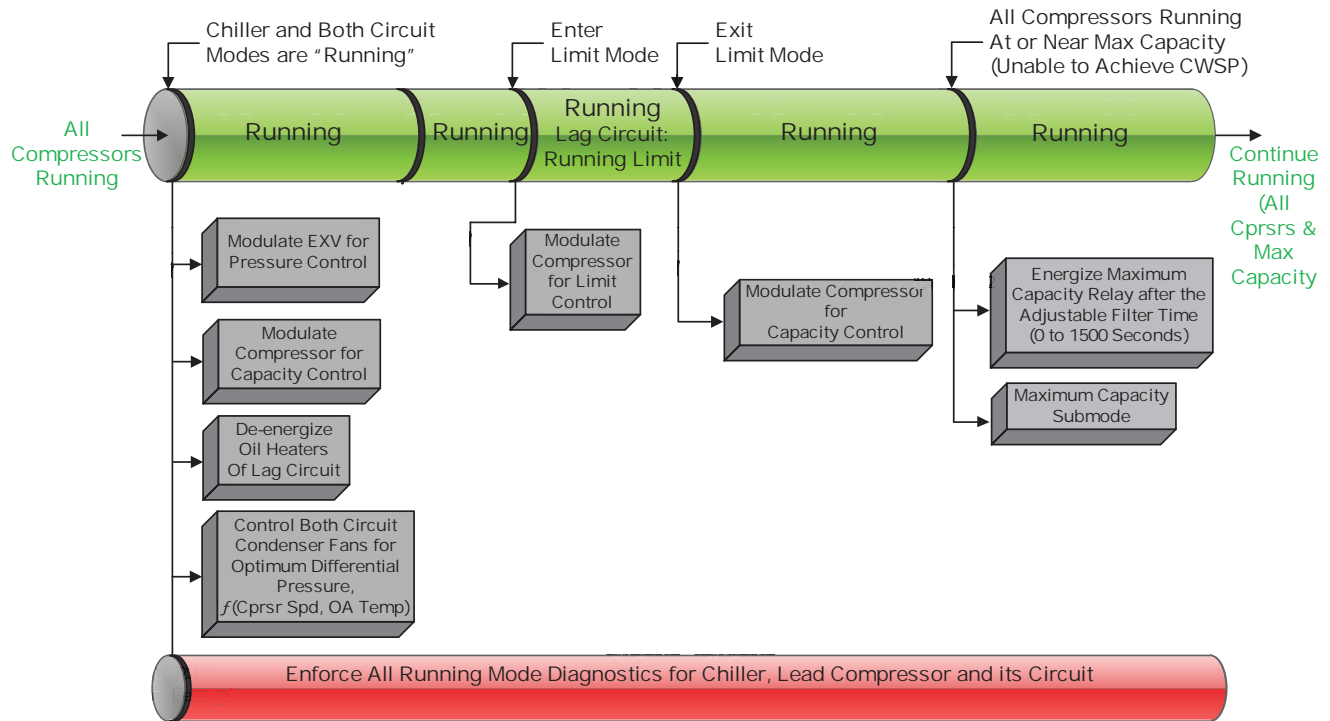 Chiller and Both Circuit
Modes are “Running”
Enter
Limit Mode
Exit
Limit Mode
All Compressors Running
At or Near Max Capacity
(Unable to Achieve CWSP)
All
Compressors
Running
Running
Running
Running
Lag Circuit:
Running Limit
Running
Running
Continue
Running
(All
Cprsrs &
Max
Capacity
Modulate EXV for
Pressure Control
Modulate
Compressor for
Capacity Control
De-energize
Oil Heaters
Of Lag Circuit
Control Both Circuit
Condenser Fans for
Optimum Differential
Pressure,
ƒ(Cprsr Spd, OA Temp)
Modulate
Compressor
for Limit
Control
Modulate Compressor
for
Capacity Control
Energize Maximum
Capacity Relay after the
Adjustable Filter Time
(0 to 1500 Seconds)
Maximum Capacity
Submode
Enforce All Running Mode Diagnostics for Chiller, Lead Compressor and its Circuit